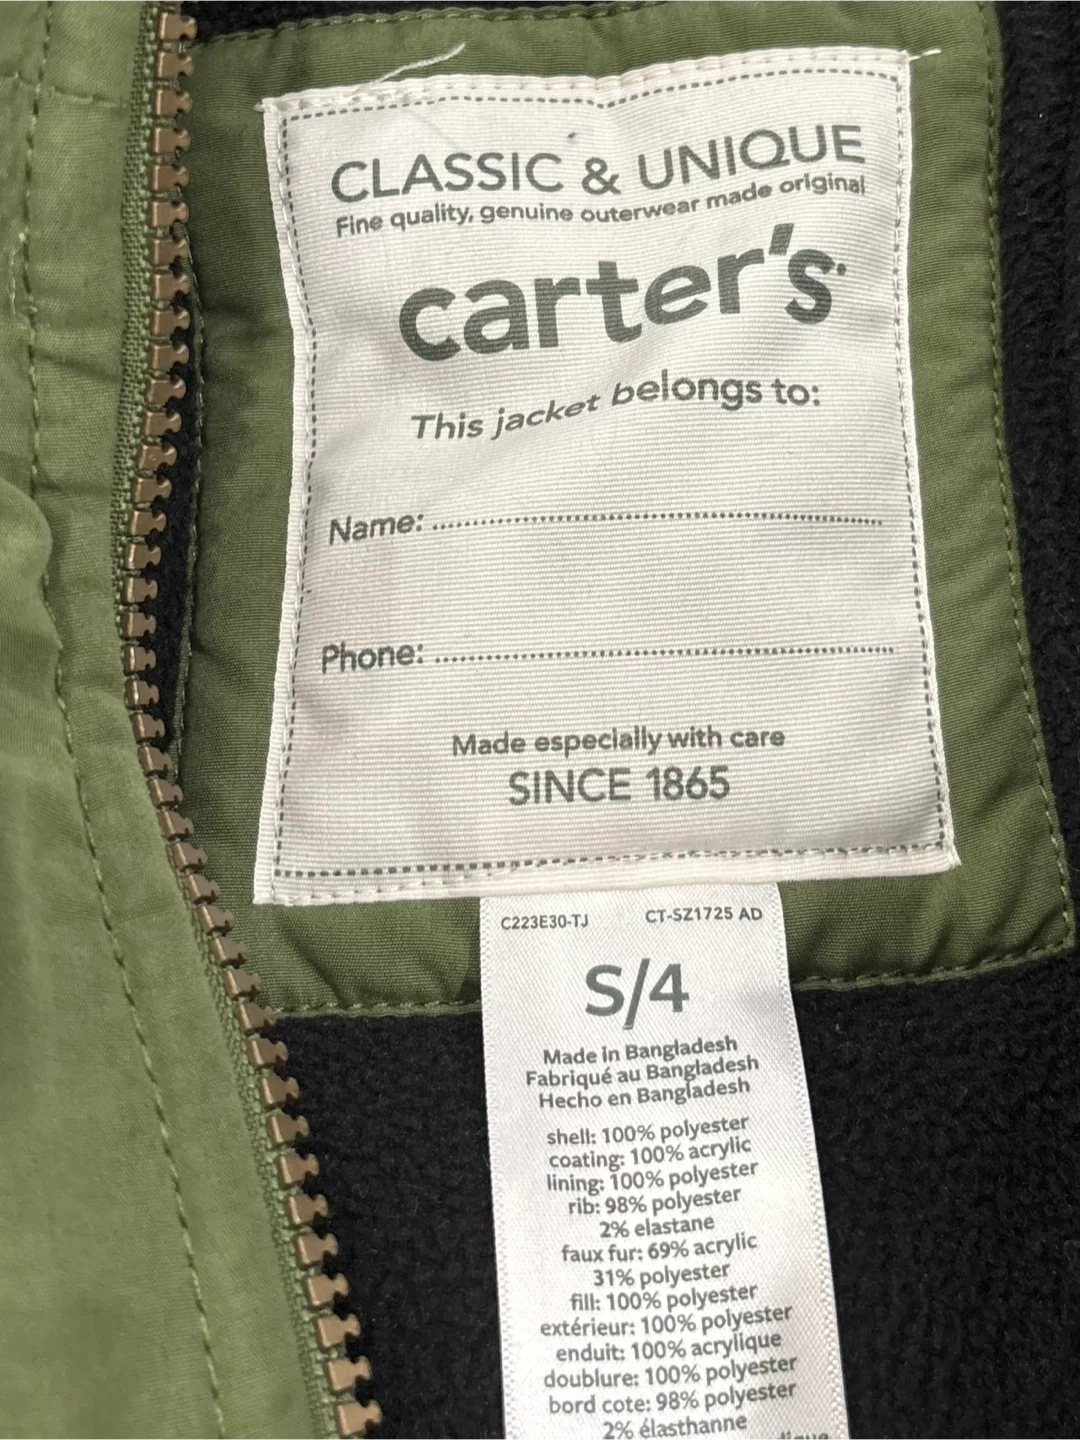 CLASSIC & UNIQUE
Fine quality, genuine outerwear made original
carter's
This jacket belongs to:
Name:
Phone:
Made especially with care
SINCE 1865
C223E30-TJ CT-SZ1725 AD
S/4
Made in Bangladesh
Fabriqué au Bangladesh
Hecho en Bangladesh
shell: 100% polyester
coating: 100% acrylic
lining: 100% polyester
rib: 98% polyester
2% elastane
faux fur: 69% acrylic
31% polyester
fill: 100% polyester
extérieur: 100% polyester
enduit: 100% acrylique
doublure: 100% polyester
bord cote: 98% polyester
2% élasthanne